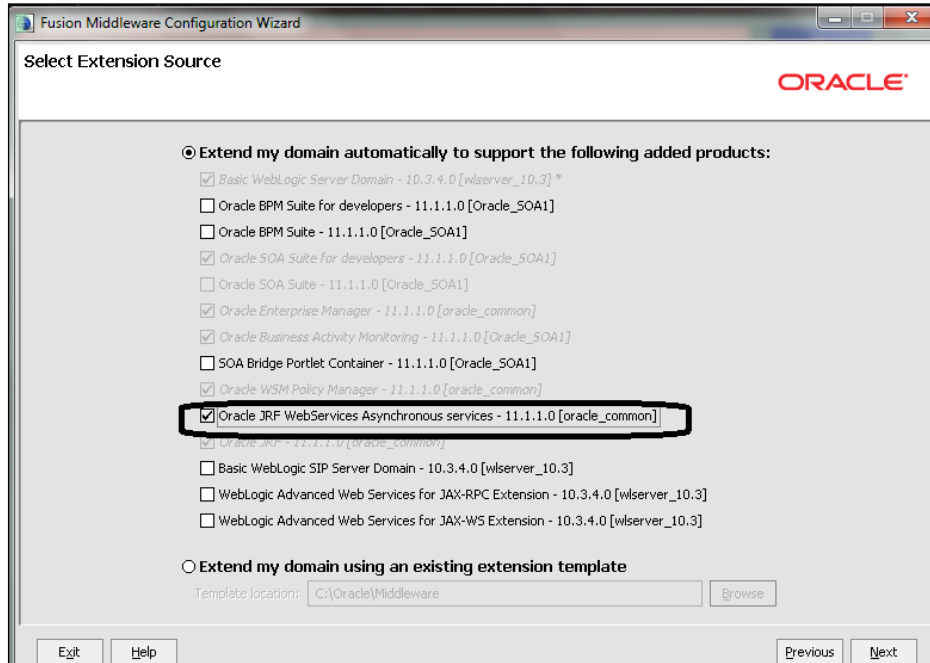 Fusion Middleware Configuration Wizard
Select Extension Source
ORACLE
Extend my domain automatically to support the following added products:
Basic WebLogic Server Domain - 10.3.4.0 [wlserver_10.3] *
Oracle BPM Suite for developers - 11.1.1.0 [Oracle_SOA1]
Oracle BPM Suite - 11.1.1.0 [Oracle_SOA1]
Oracle SOA Suite for developers - 11.1.1.0 [Oracle_SOA1]
Oracle SOA Suite - 11.1.1.0 [Oracle_SOA1]
Oracle Enterprise Manager - 11.1.1.0 [oracle_common]
Oracle Business Activity Monitoring - 11.1.1.0 [Oracle_SOA1]
SOA Bridge Portlet Container - 11.1.1.0 [Oracle_SOA1]
Oracle WSM Policy Manager - 11.1.1.0 [oracle_common]
Oracle JRF WebServices Asynchronous services - 11.1.1.0 [oracle_common]
Oracle JRF - 11.1.1.0 [oracle_common]
Basic WebLogic SIP Server Domain - 10.3.4.0 [wlserver_10.3]
WebLogic Advanced Web Services for JAX-RPC Extension - 10.3.4.0 [wlserver_10.3]
WebLogic Advanced Web Services for JAX-WS Extension - 10.3.4.0 [wlserver_10.3]
Extend my domain using an existing extension template
Template location: C:\Oracle\Middleware Browse
Exit Help Previous Next